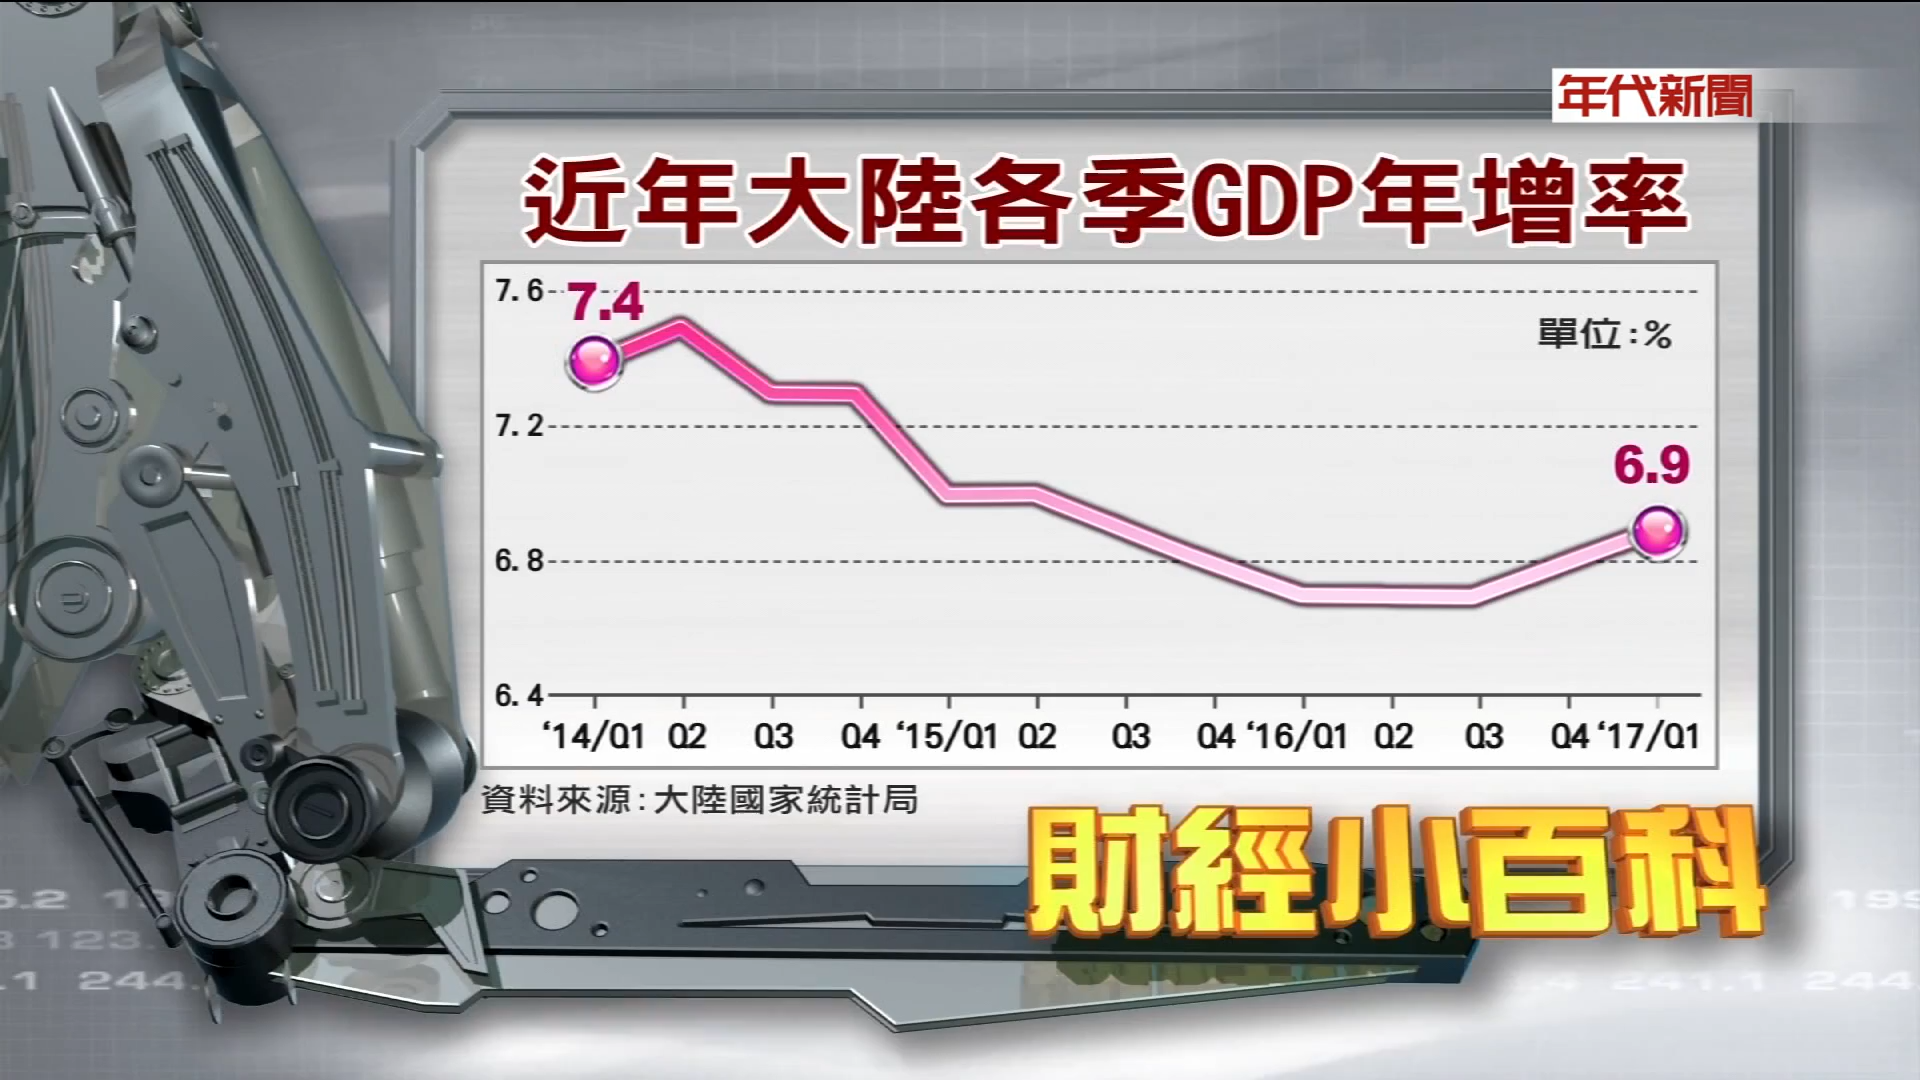 年代新聞
近年大陸各季GDP年增率
7.6
7.4
單位:%
7.2
6.9
6.8
6.4
‘14/Q1 Q2 Q3 Q4 ‘15/Q1 Q2 Q3 Q4 ‘16/Q1 Q2 Q3 Q4 ‘17/Q1
資料來源:大陸國家統計局
財經小百科